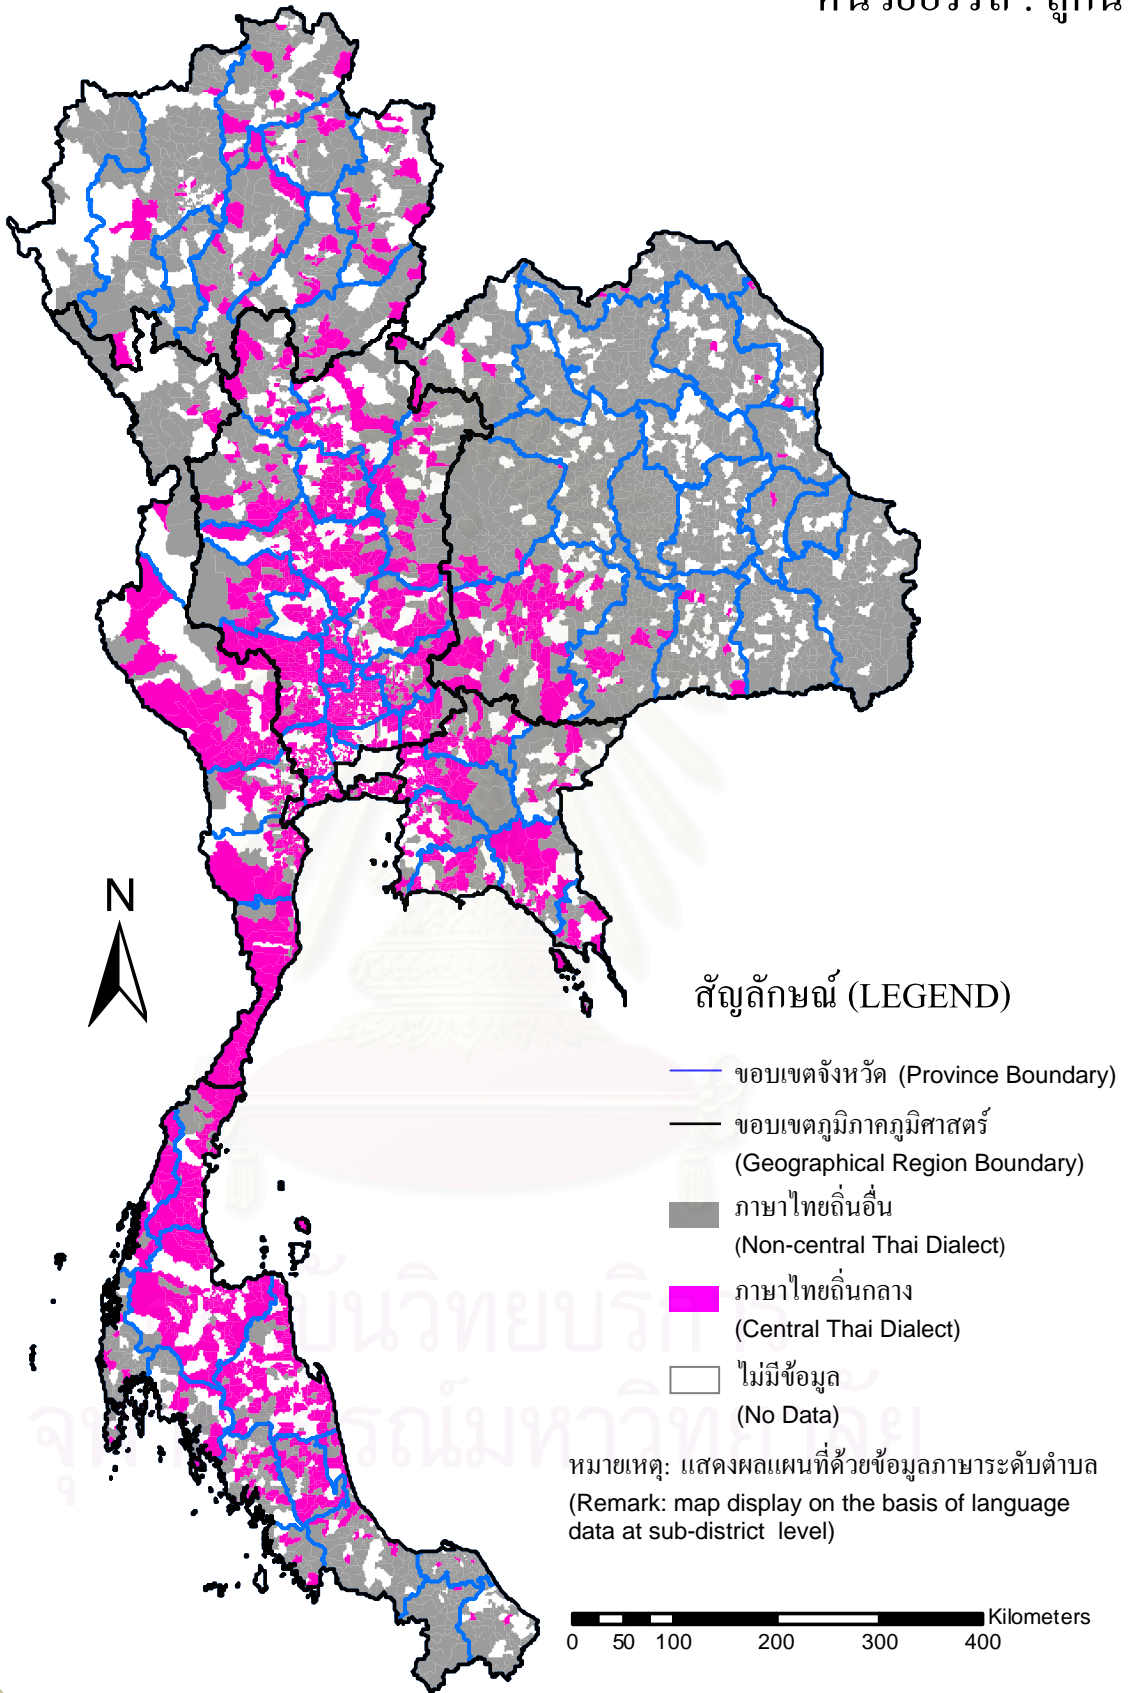 N
สัญลักษณ์ (LEGEND)
ขอบเขตจังหวัด (Province Boundary)
ขอบเขตภูมิภาคภูมิศาสตร์
(Geographical Region Boundary)
ภาษาไทยถิ่นอื่น
(Non-central Thai Dialect)
ภาษาไทยถิ่นกลาง
(Central Thai Dialect)
ไม่มีข้อมูล
(No Data)
หมายเหตุ: แสดงผลแผนที่ด้วยข้อมูลภาษาระดับตำบล
(Remark: map display on the basis of language
data at sub-district level)
Kilometers
0 50 100 200 300 400